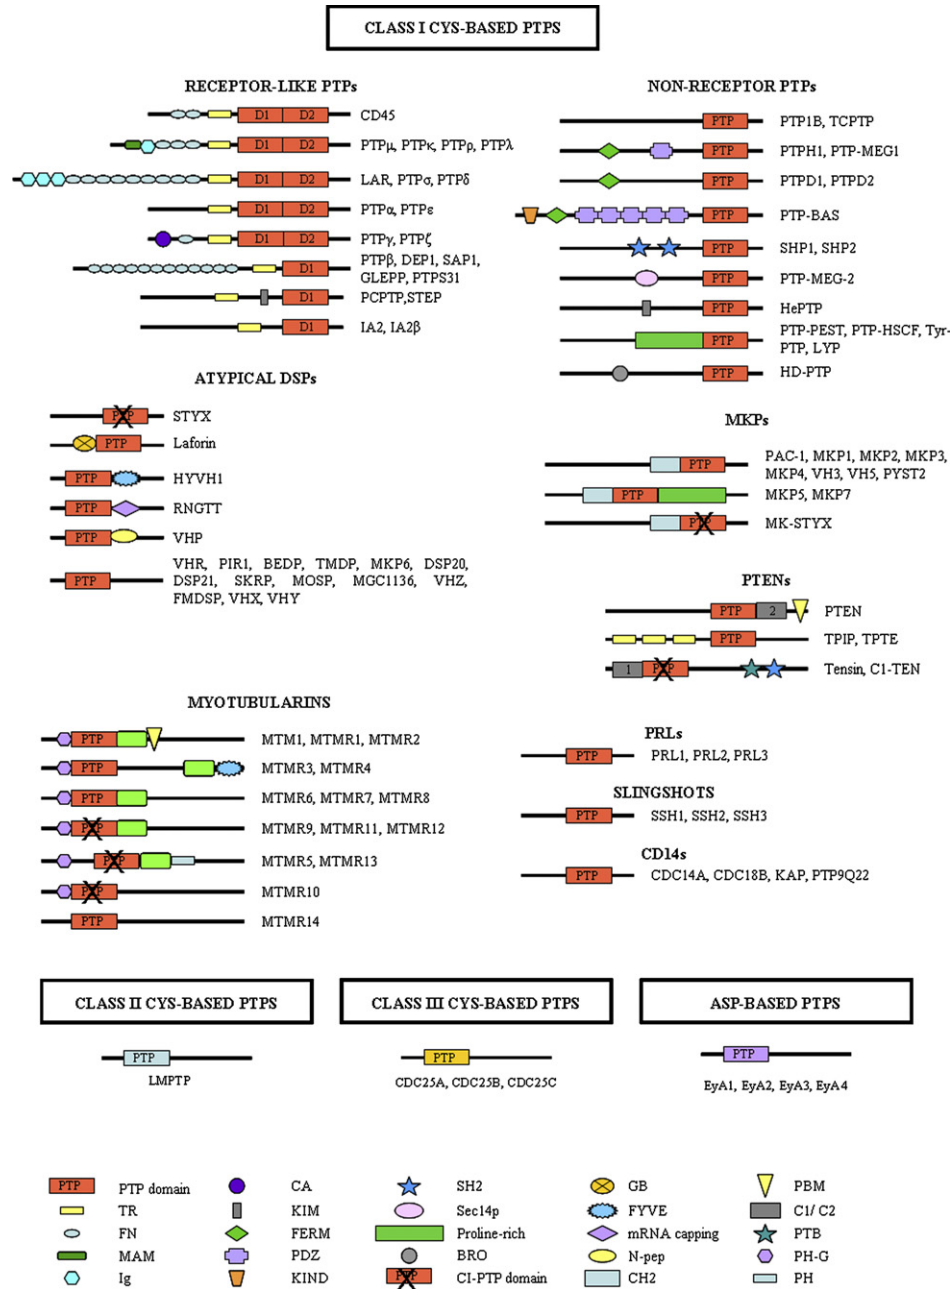 CLASS I CYS-BASED PTPS
RECEPTOR-LIKE PTPs
D1 D2 CD45
D1 D2 PTPμ, PTPκ, PTPρ, PTPλ
D1 D2 LAR, PTPσ, PTPδ
D1 D2 PTPα, PTPε
D1 D2 PTPγ, PTPζ
PTPβ, DEP1, SAP1,
D1 GLEPP, PTPS31
D1 PCPTP,STEP
D1 IA2, IA2β
NON-RECEPTOR PTPs
PTP PTP1B, TCPTP
PTP PTPH1, PTP-MEG1
PTP PTPD1, PTPD2
PTP PTP-BAS
PTP SHP1, SHP2
PTP PTP-MEG-2
PTP HePTP
PTP-PEST, PTP-HSCF, Tyr-
PTP PTP, LYP
PTP HD-PTP
ATYPICAL DSPs
PTP STYX
PTP Laforin
PTP HYVH1
PTP RNGTT
PTP VHP
VHR, PIR1, BEDP, TMDP, MKP6, DSP20,
PTP DSP21, SKRP, MOSP, MGC1136, VHZ,
FMDSP, VHX, VHY
MKPs
PAC-1, MKP1, MKP2, MKP3,
PTP MKP4, VH3, VH5, PYST2
PTP MKP5, MKP7
PTP MK-STYX
PTENs
PTP 2 PTEN
PTP TPIP, TPTE
1 PTP Tensin, C1-TEN
MYOTUBULARINS
PTP MTM1, MTMR1, MTMR2
PTP MTMR3, MTMR4
PTP MTMR6, MTMR7, MTMR8
PTP MTMR9, MTMR11, MTMR12
PTP MTMR5, MTMR13
PTP MTMR10
PTP MTMR14
PRLs
PTP PRL1, PRL2, PRL3
SLINGSHOTS
PTP SSH1, SSH2, SSH3
CD14s
PTP CDC14A, CDC18B, KAP, PTP9Q22
CLASS II CYS-BASED PTPS
PTP
LMPTP
CLASS III CYS-BASED PTPS
PTP
CDC25A, CDC25B, CDC25C
ASP-BASED PTPS
PTP
EyA1, EyA2, EyA3, EyA4
PTP PTP domain
TR
FN
MAM
Ig
CA
KIM
FERM
PDZ
KIND
SH2
Sec14p
Proline-rich
BRO
PTP CI-PTP domain
GB
FYVE
mRNA capping
N-pep
CH2
PBM
C1/ C2
PTB
PH-G
PH